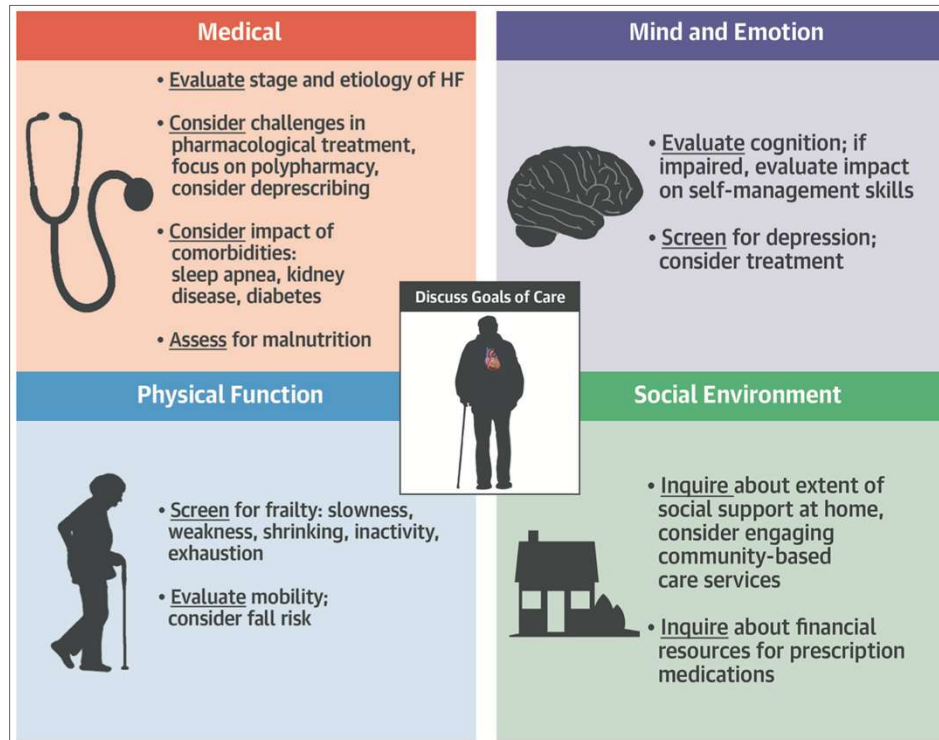 Medical
• Evaluate stage and etiology of HF
• Consider challenges in
pharmacological treatment,
focus on polypharmacy,
consider deprescribing
• Consider impact of
comorbidities:
sleep apnea, kidney
disease, diabetes
• Assess for malnutrition
Mind and Emotion
• Evaluate cognition; if
impaired, evaluate impact
on self-management skills
• Screen for depression;
consider treatment
Discuss Goals of Care
Physical Function
• Screen for frailty: slowness,
weakness, shrinking, inactivity,
exhaustion
• Evaluate mobility;
consider fall risk
Social Environment
• Inquire about extent of
social support at home,
consider engaging
community-based
care services
• Inquire about financial
resources for prescription
medications